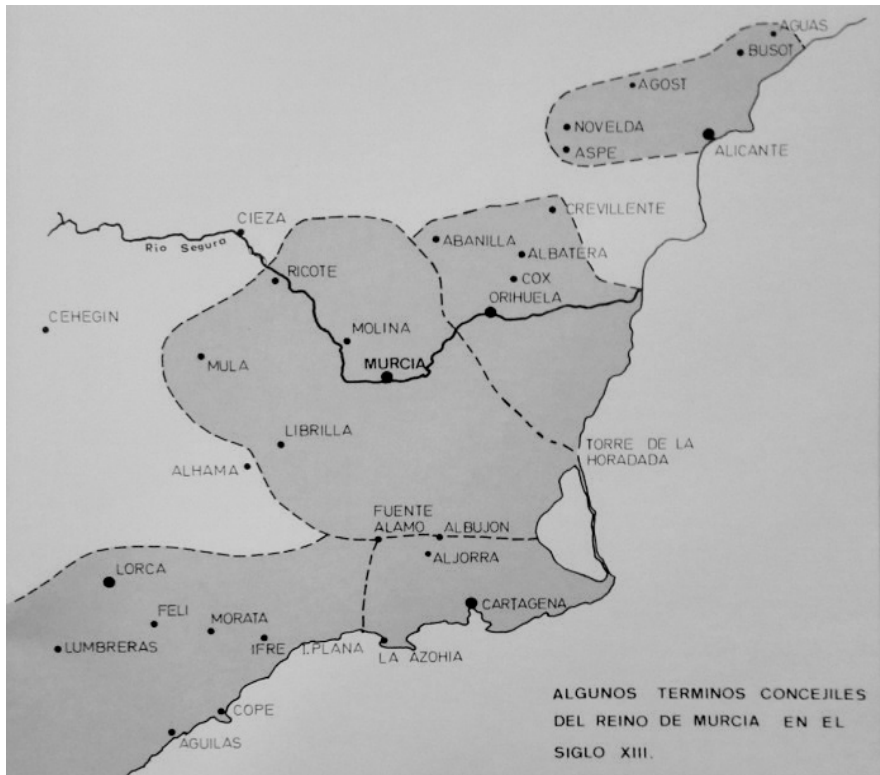 AGUAS
BUSOT
AGOST
NOVELDA
ALICANTE
ASPE
CREVILLENTE
CIEZA
Rio Segura
ABANILLA
ALBATERA
RICOTE
COX
ORIHUELA
CEHEGIN
MOLINA
MURCIA
MULA
LIBRILLA
TORRE DE LA
HORADADA
ALHAMA
FUENTE
ALAMO
ALBUJON
ALJORRA
LORCA
CARTAGENA
FELI
MORATA
LUMBRERAS
IFRE
T.PLANA
LA AZOHIA
COPE
AGUILAS
ALGUNOS TERMINOS CONCEJILES
DEL REINO DE MURCIA EN EL
SIGLO XIII.